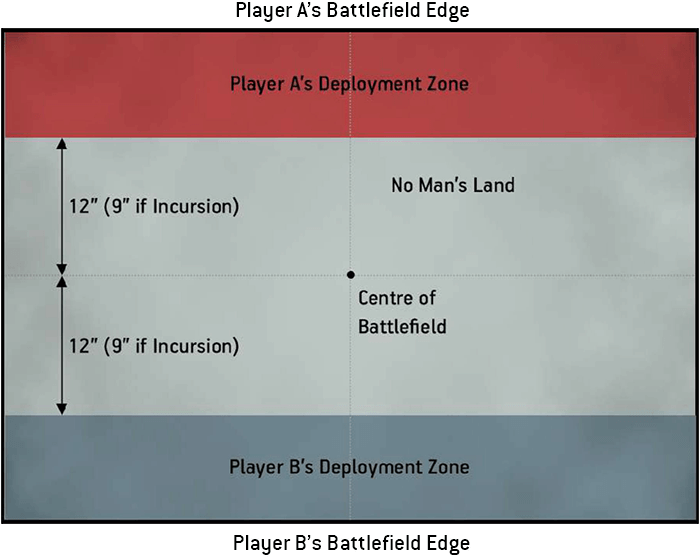 Player A's Battlefield Edge
Player A's Deployment Zone
No Man's Land
12" (9" if Incursion)
Centre of
Battlefield
12" (9" if Incursion)
Player B's Deployment Zone
Player B's Battlefield Edge